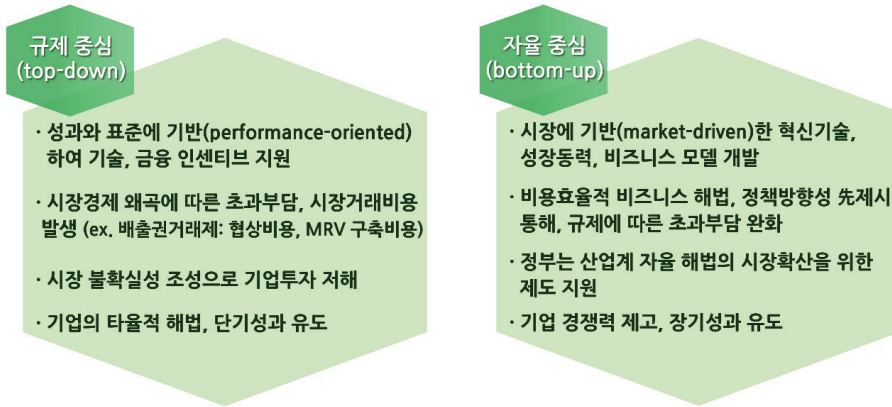 규제 중심
(top-down)
· 성과와 표준에 기반(performance-oriented)
하여 기술, 금융 인센티브 지원
· 시장경제 왜곡에 따른 초과부담, 시장거래비용
발생 (ex. 배출권거래제: 협상비용, MRV 구축비용)
· 시장 불확실성 조성으로 기업투자 저해
· 기업의 타율적 해법, 단기성과 유도
자율 중심
(bottom-up)
· 시장에 기반(market-driven)한 혁신기술,
성장동력, 비즈니스 모델 개발
· 비용효율적 비즈니스 해법, 정책방향성 先제시
통해, 규제에 따른 초과부담 완화
· 정부는 산업계 자율 해법의 시장확산을 위한
제도 지원
· 기업 경쟁력 제고, 장기성과 유도